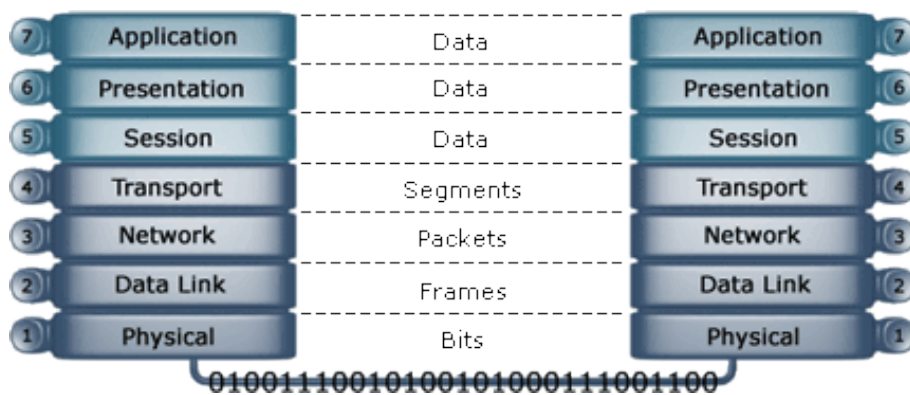 7 Application Data Application 7
6 Presentation Data Presentation 6
5 Session Data Session 5
4 Transport Segments Transport 4
3 Network Packets Network 3
2 Data Link Frames Data Link 2
1 Physical Bits Physical 1
0100111001010010101000111001100